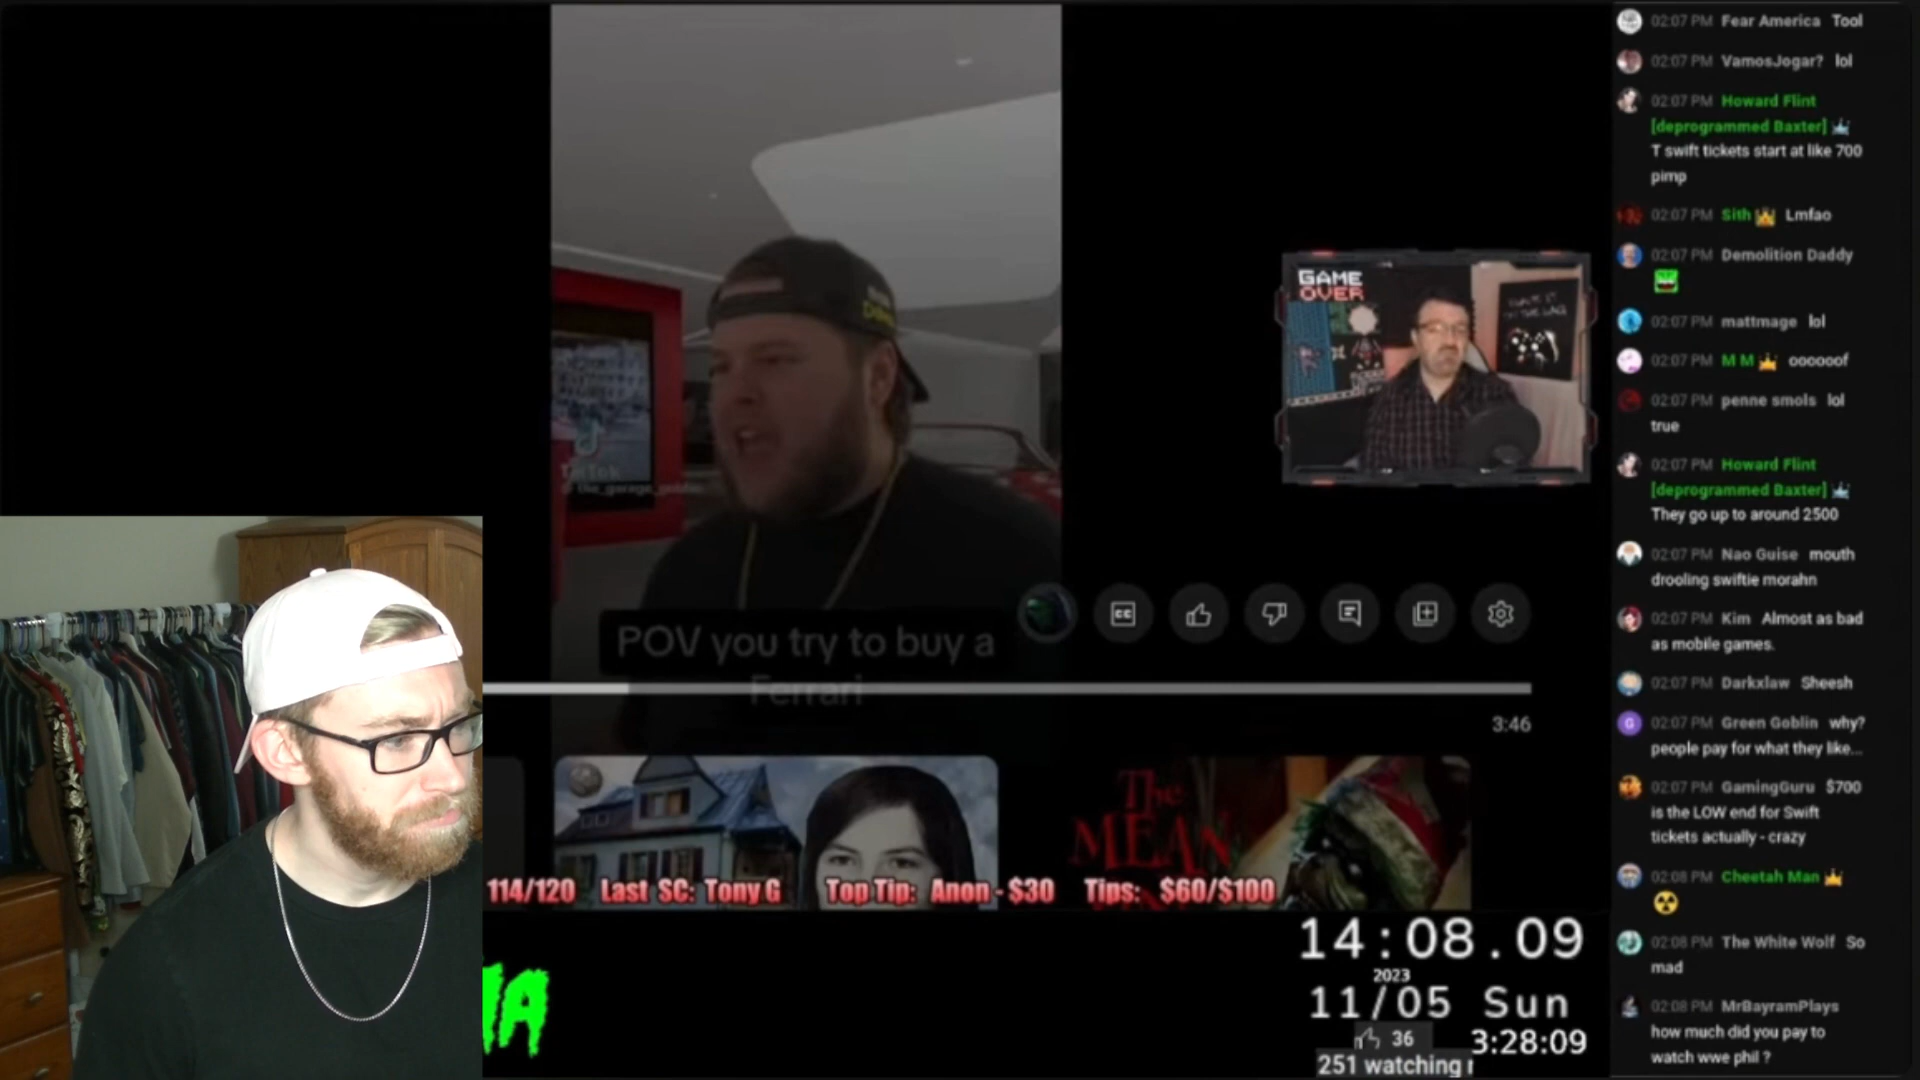 GAME
OVER
TikTok
POV you try to buy a
Ferrari
CC
3:46
The
MEAN
114/120 Last SC: Tony G Top Tip: Anon - $30 Tips: $60/$100
14:08.09
2023
11/05 Sun
36
3:28:09
251 watching
02:07 PM Fear America Tool
02:07 PM VamosJogar? lol
02:07 PM Howard Flint
[deprogrammed Baxter]
T swift tickets start at like 700
pimp
02:07 PM Sith Lmfao
02:07 PM Demolition Daddy
02:07 PM mattmage lol
02:07 PM M M oooooof
02:07 PM penne smols lol
true
02:07 PM Howard Flint
[deprogrammed Baxter]
They go up to around 2500
02:07 PM Nao Guise mouth
drooling swiftie morahn
02:07 PM Kim Almost as bad
as mobile games.
02:07 PM Darkxlaw Sheesh
G 02:07 PM Green Goblin why?
people pay for what they like...
02:07 PM GamingGuru $700
is the LOW end for Swift
tickets actually - crazy
02:08 PM Cheetah Man
02:08 PM The White Wolf So
mad
02:08 PM MrBayramPlays
how much did you pay to
watch wwe phil ?